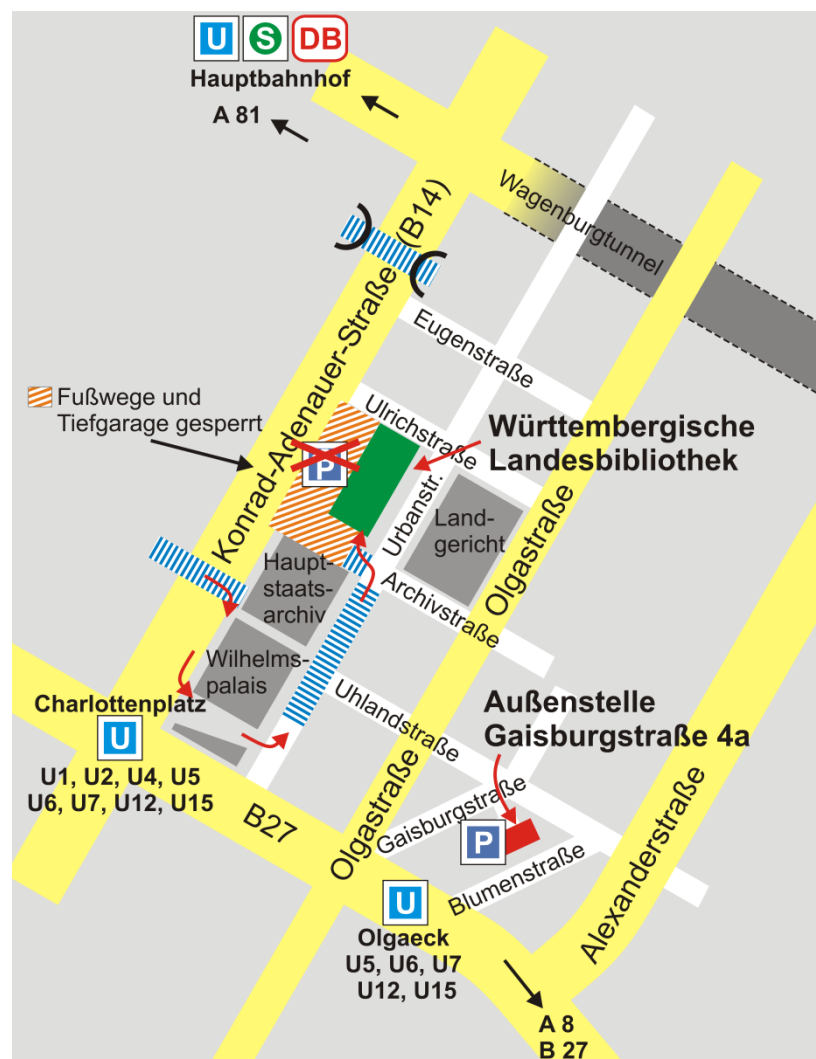 U S DB
Hauptbahnhof
A 81
Wagenburgtunnel
Konrad-Adenauer-Straße (B14)
Eugenstraße
Fußwege und
Tiefgarage gesperrt
Ulrichstraße
P
Württembergische
Landesbibliothek
Urbanstr.
Land-
gericht
Olgastraße
Haupt-
staats-
archiv
Archivstraße
Wilhelms-
palais
Uhlandstraße
Charlottenplatz
U
U1, U2, U4, U5
U6, U7, U12, U15
Außenstelle
Gaisburgstraße 4a
B27
Olgastraße
Gaisburgstraße
P
Blumenstraße
Alexanderstraße
U
Olgaeck
U5, U6, U7
U12, U15
A 8
B 27